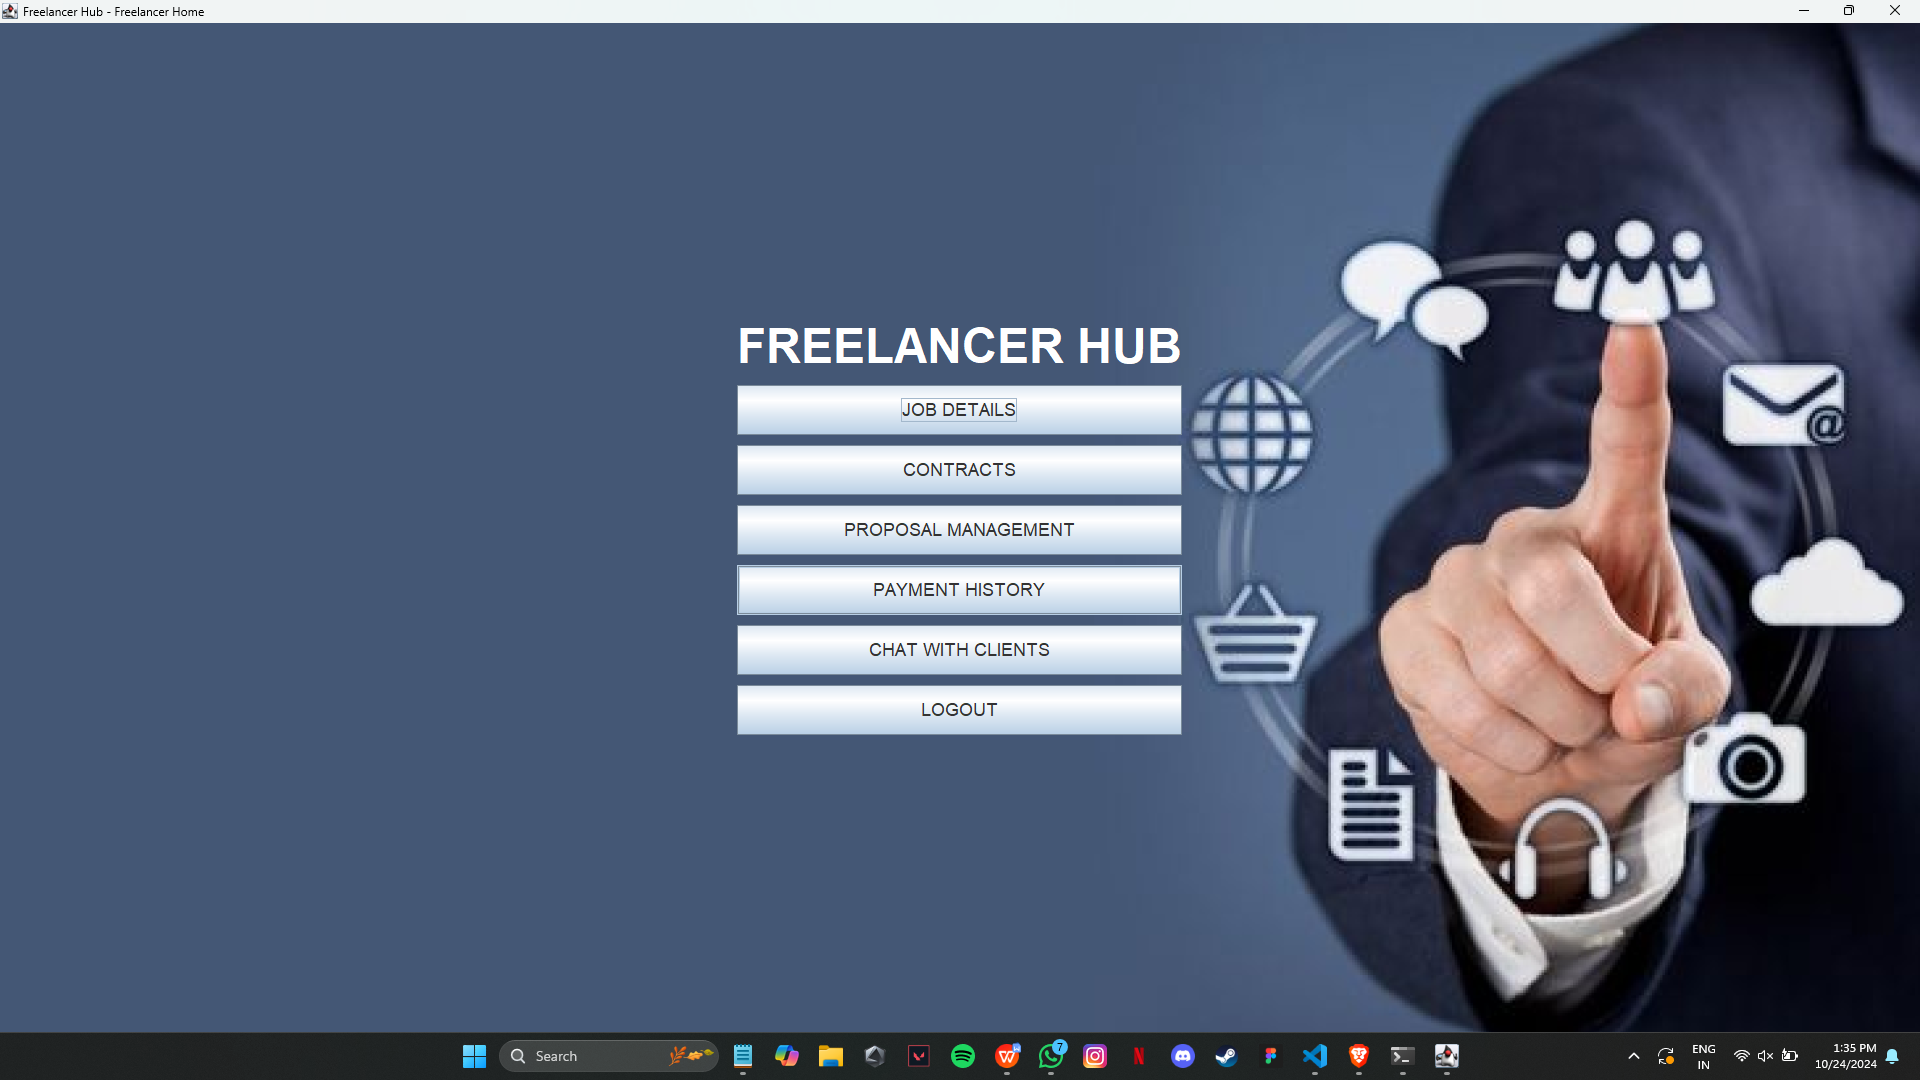 Freelancer Hub - Freelancer Home
FREELANCER HUB
JOB DETAILS
CONTRACTS
PROPOSAL MANAGEMENT
PAYMENT HISTORY
CHAT WITH CLIENTS
LOGOUT
@
Search
7
N
ENG
IN
1:35 PM
10/24/2024